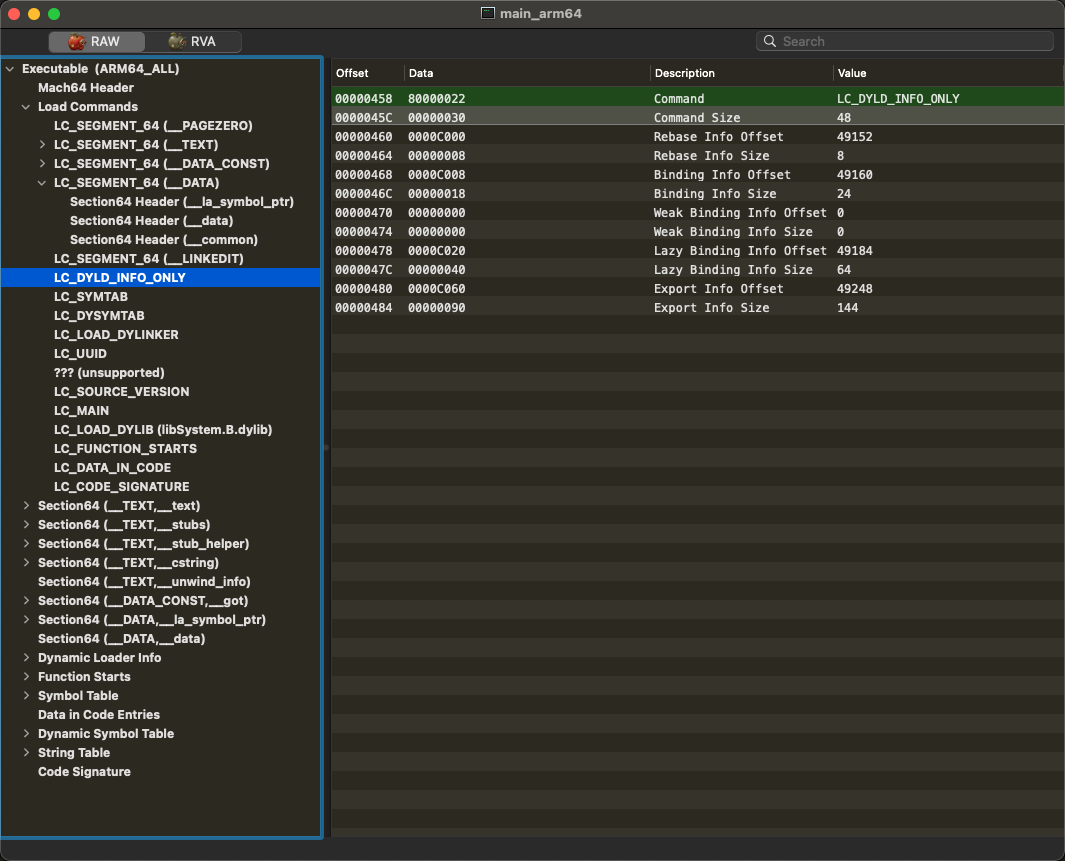 main_arm64
RAW
RVA
Search
Executable (ARM64_ALL)
Mach64 Header
Load Commands
LC_SEGMENT_64 (__PAGEZERO)
LC_SEGMENT_64 (__TEXT)
LC_SEGMENT_64 (__DATA_CONST)
LC_SEGMENT_64 (__DATA)
Section64 Header (__la_symbol_ptr)
Section64 Header (__data)
Section64 Header (__common)
LC_SEGMENT_64 (__LINKEDIT)
LC_DYLD_INFO_ONLY
LC_SYMTAB
LC_DYSYMTAB
LC_LOAD_DYLINKER
LC_UUID
??? (unsupported)
LC_SOURCE_VERSION
LC_MAIN
LC_LOAD_DYLIB (libSystem.B.dylib)
LC_FUNCTION_STARTS
LC_DATA_IN_CODE
LC_CODE_SIGNATURE
Section64 (__TEXT,__text)
Section64 (__TEXT,__stubs)
Section64 (__TEXT,__stub_helper)
Section64 (__TEXT,__cstring)
Section64 (__TEXT,__unwind_info)
Section64 (__DATA_CONST,__got)
Section64 (__DATA,__la_symbol_ptr)
Section64 (__DATA,__data)
Dynamic Loader Info
Function Starts
Symbol Table
Data in Code Entries
Dynamic Symbol Table
String Table
Code Signature
Offset Data Description Value
00000458 80000022 Command LC_DYLD_INFO_ONLY
0000045C 00000030 Command Size 48
00000460 0000C000 Rebase Info Offset 49152
00000464 00000008 Rebase Info Size 8
00000468 0000C008 Binding Info Offset 49160
0000046C 00000018 Binding Info Size 24
00000470 00000000 Weak Binding Info Offset 0
00000474 00000000 Weak Binding Info Size 0
00000478 0000C020 Lazy Binding Info Offset 49184
0000047C 00000040 Lazy Binding Info Size 64
00000480 0000C060 Export Info Offset 49248
00000484 00000090 Export Info Size 144